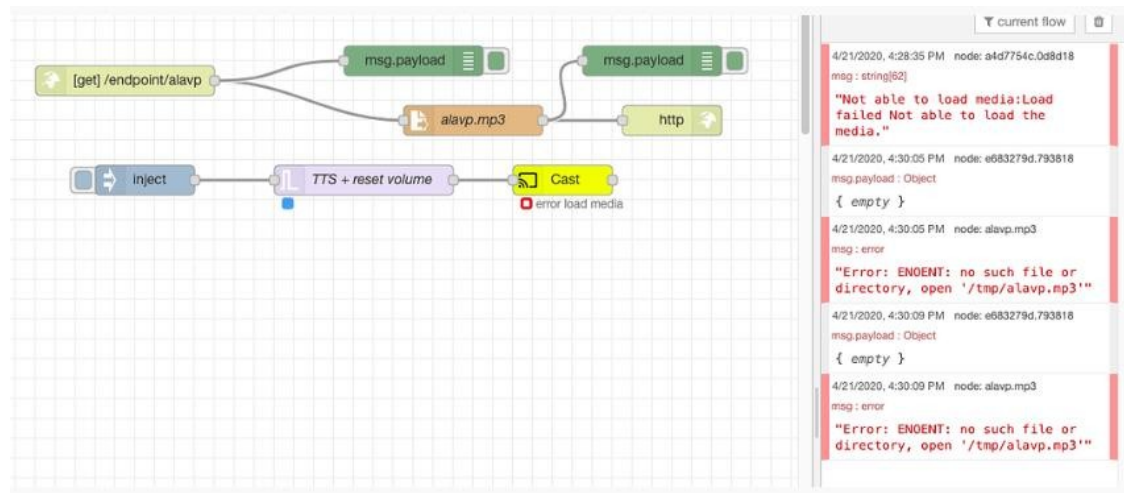 current flow
[get] /endpoint/alavp
msg.payload
msg.payload
alavp.mp3
http
inject
TTS + reset volume
Cast
error load media
4/21/2020, 4:28:35 PM node: a4d7754c.0d8d18
msg : string[62]
"Not able to load media:Load
failed Not able to load the
media."
4/21/2020, 4:30:05 PM node: e683279d.793818
msg.payload : Object
{ empty }
4/21/2020, 4:30:05 PM node: alavp.mp3
msg : error
"Error: ENOENT: no such file or
directory, open '/tmp/alavp.mp3'"
4/21/2020, 4:30:09 PM node: e683279d.793818
msg.payload : Object
{ empty }
4/21/2020, 4:30:09 PM node: alavp.mp3
msg : error
"Error: ENOENT: no such file or
directory, open '/tmp/alavp.mp3'"